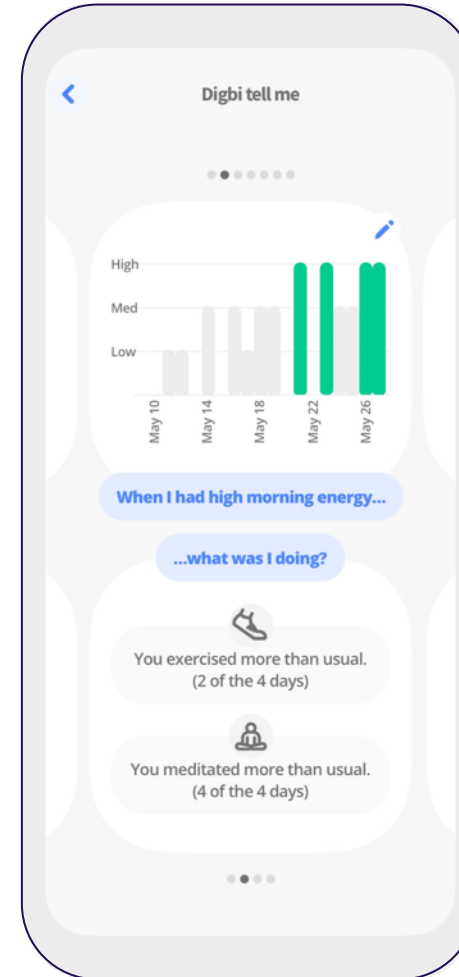 Digbi tell me
High
Med
Low
May 10
May 14
May 18
May 22
May 26
When I had high morning energy...
...what was I doing?
You exercised more than usual.
(2 of the 4 days)
You meditated more than usual.
(4 of the 4 days)